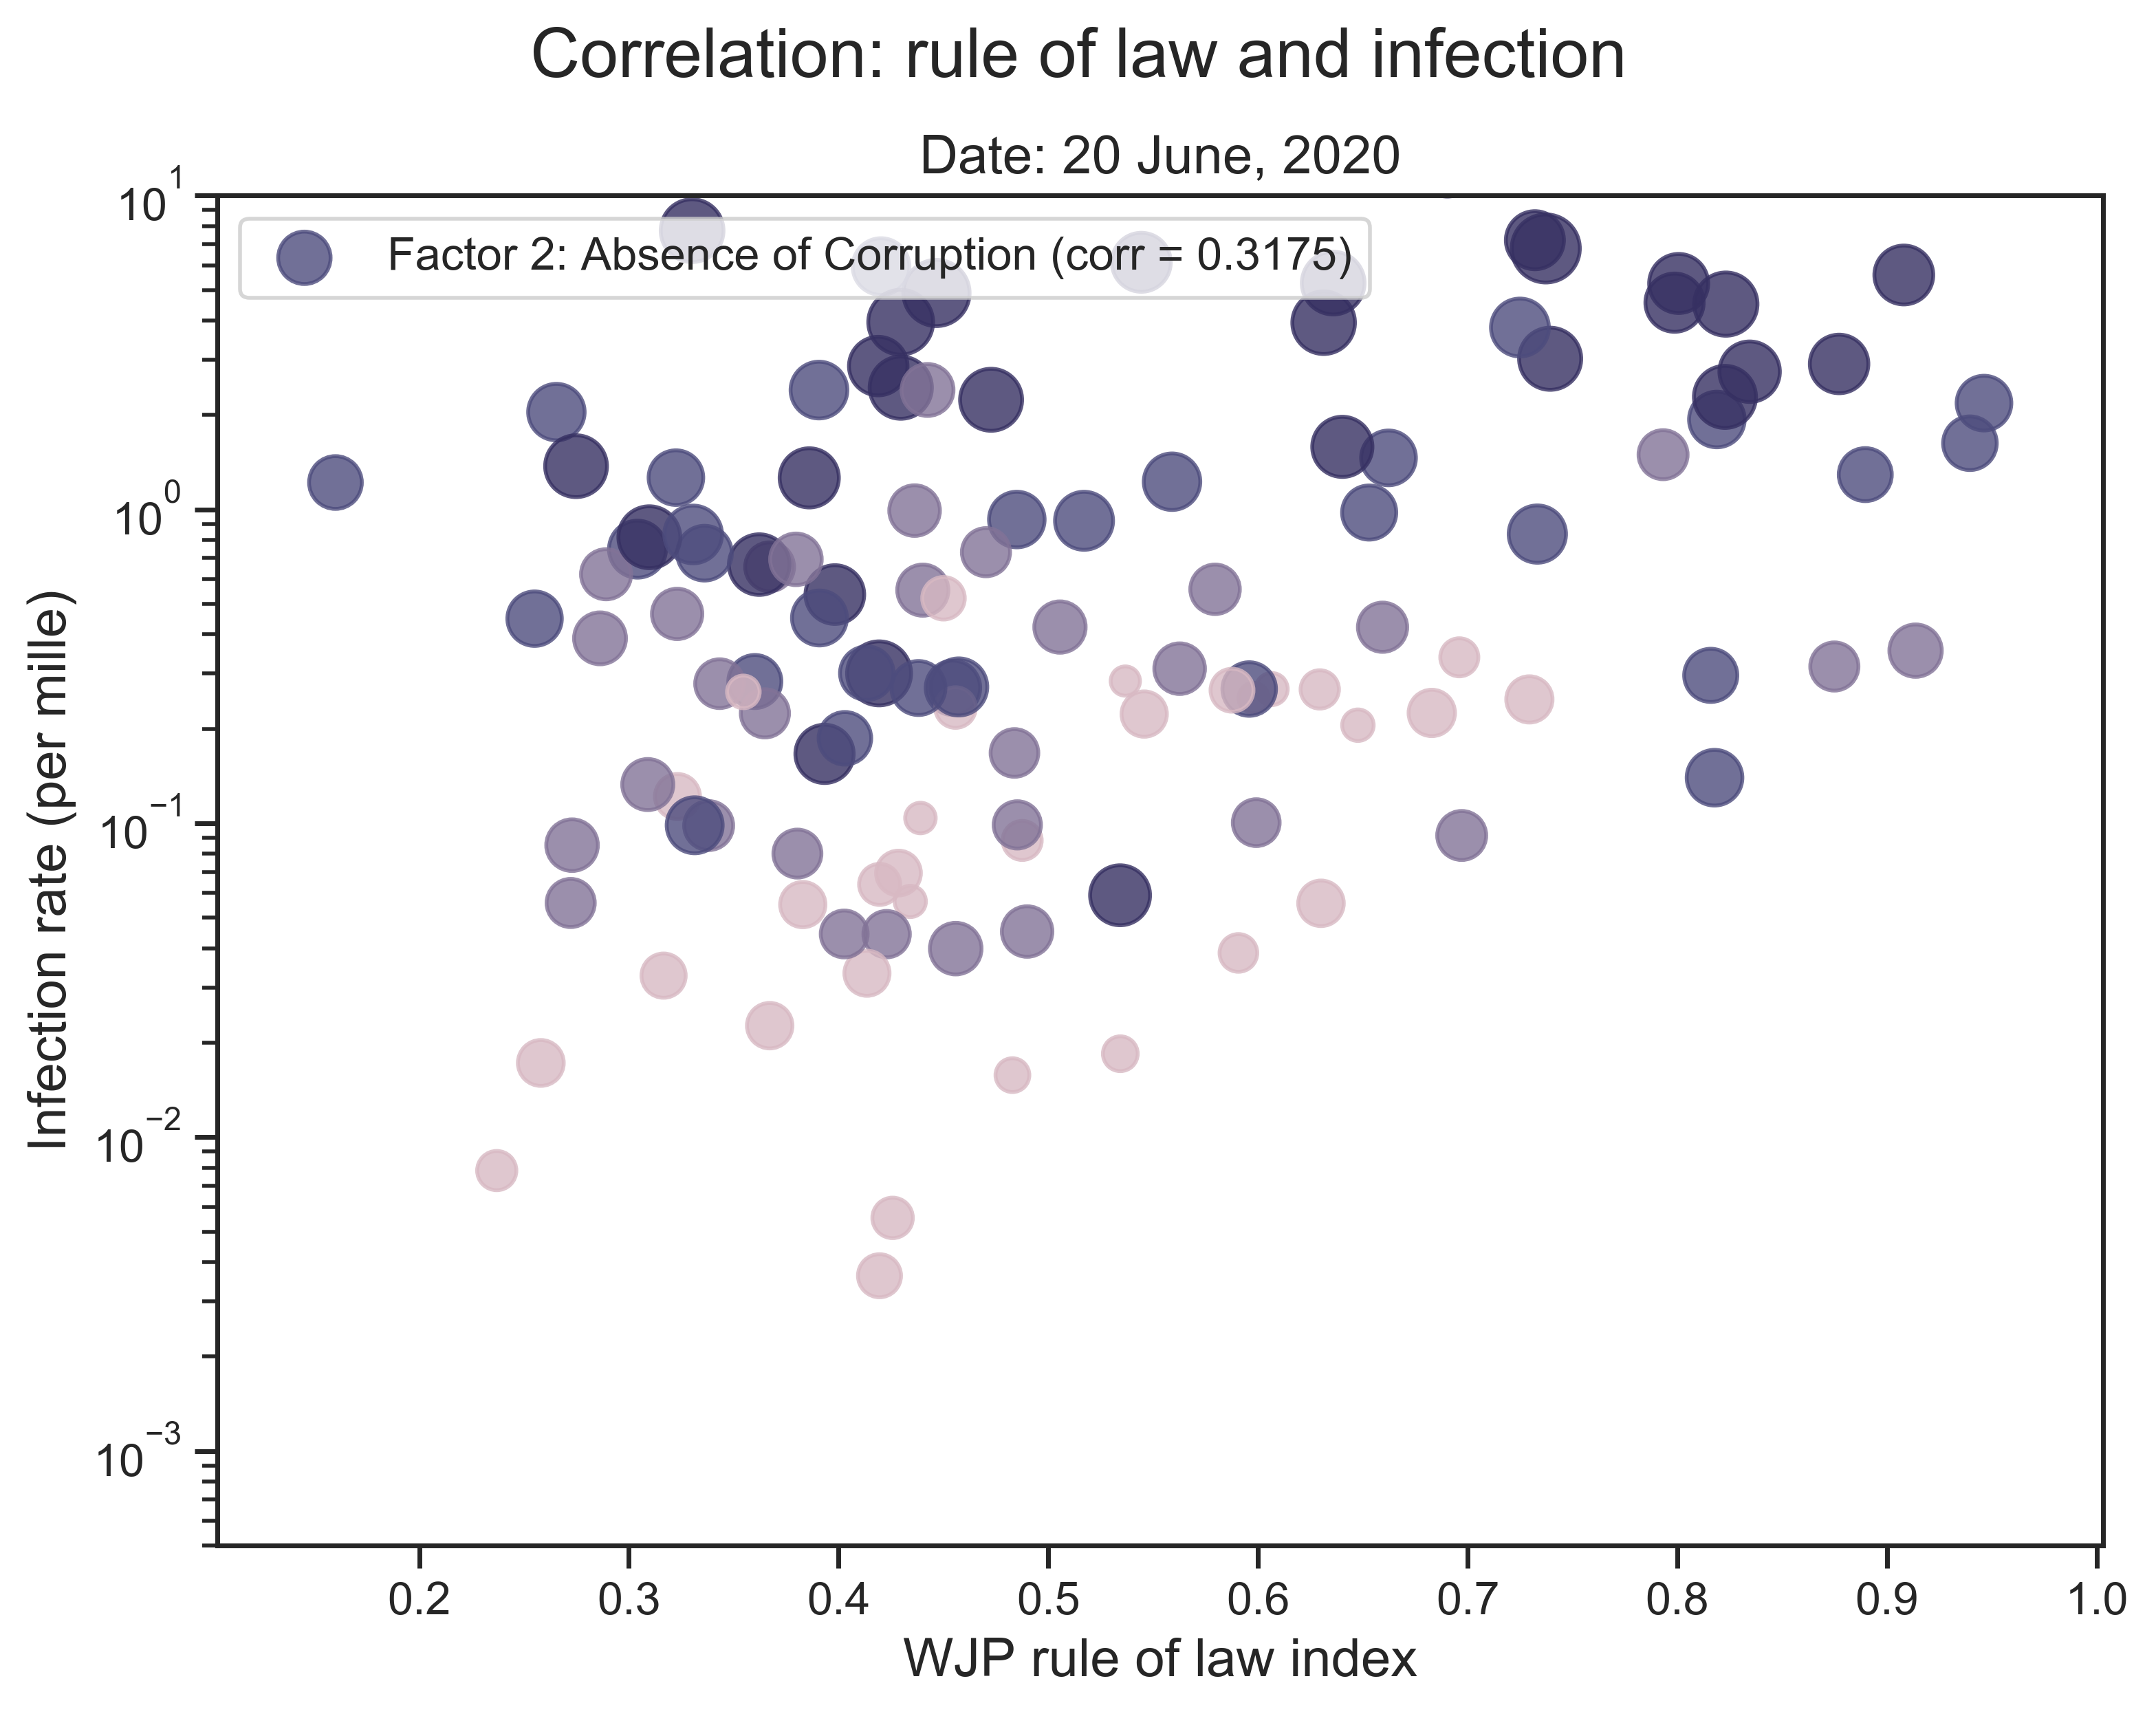 Correlation: rule of law and infection
Date: 20 June, 2020
Factor 2: Absence of Corruption (corr = 0.3175)
Infection rate (per mille)
10^1
10^0
10^−1
10^−2
10^−3
0.2 0.3 0.4 0.5 0.6 0.7 0.8 0.9 1.0
WJP rule of law index